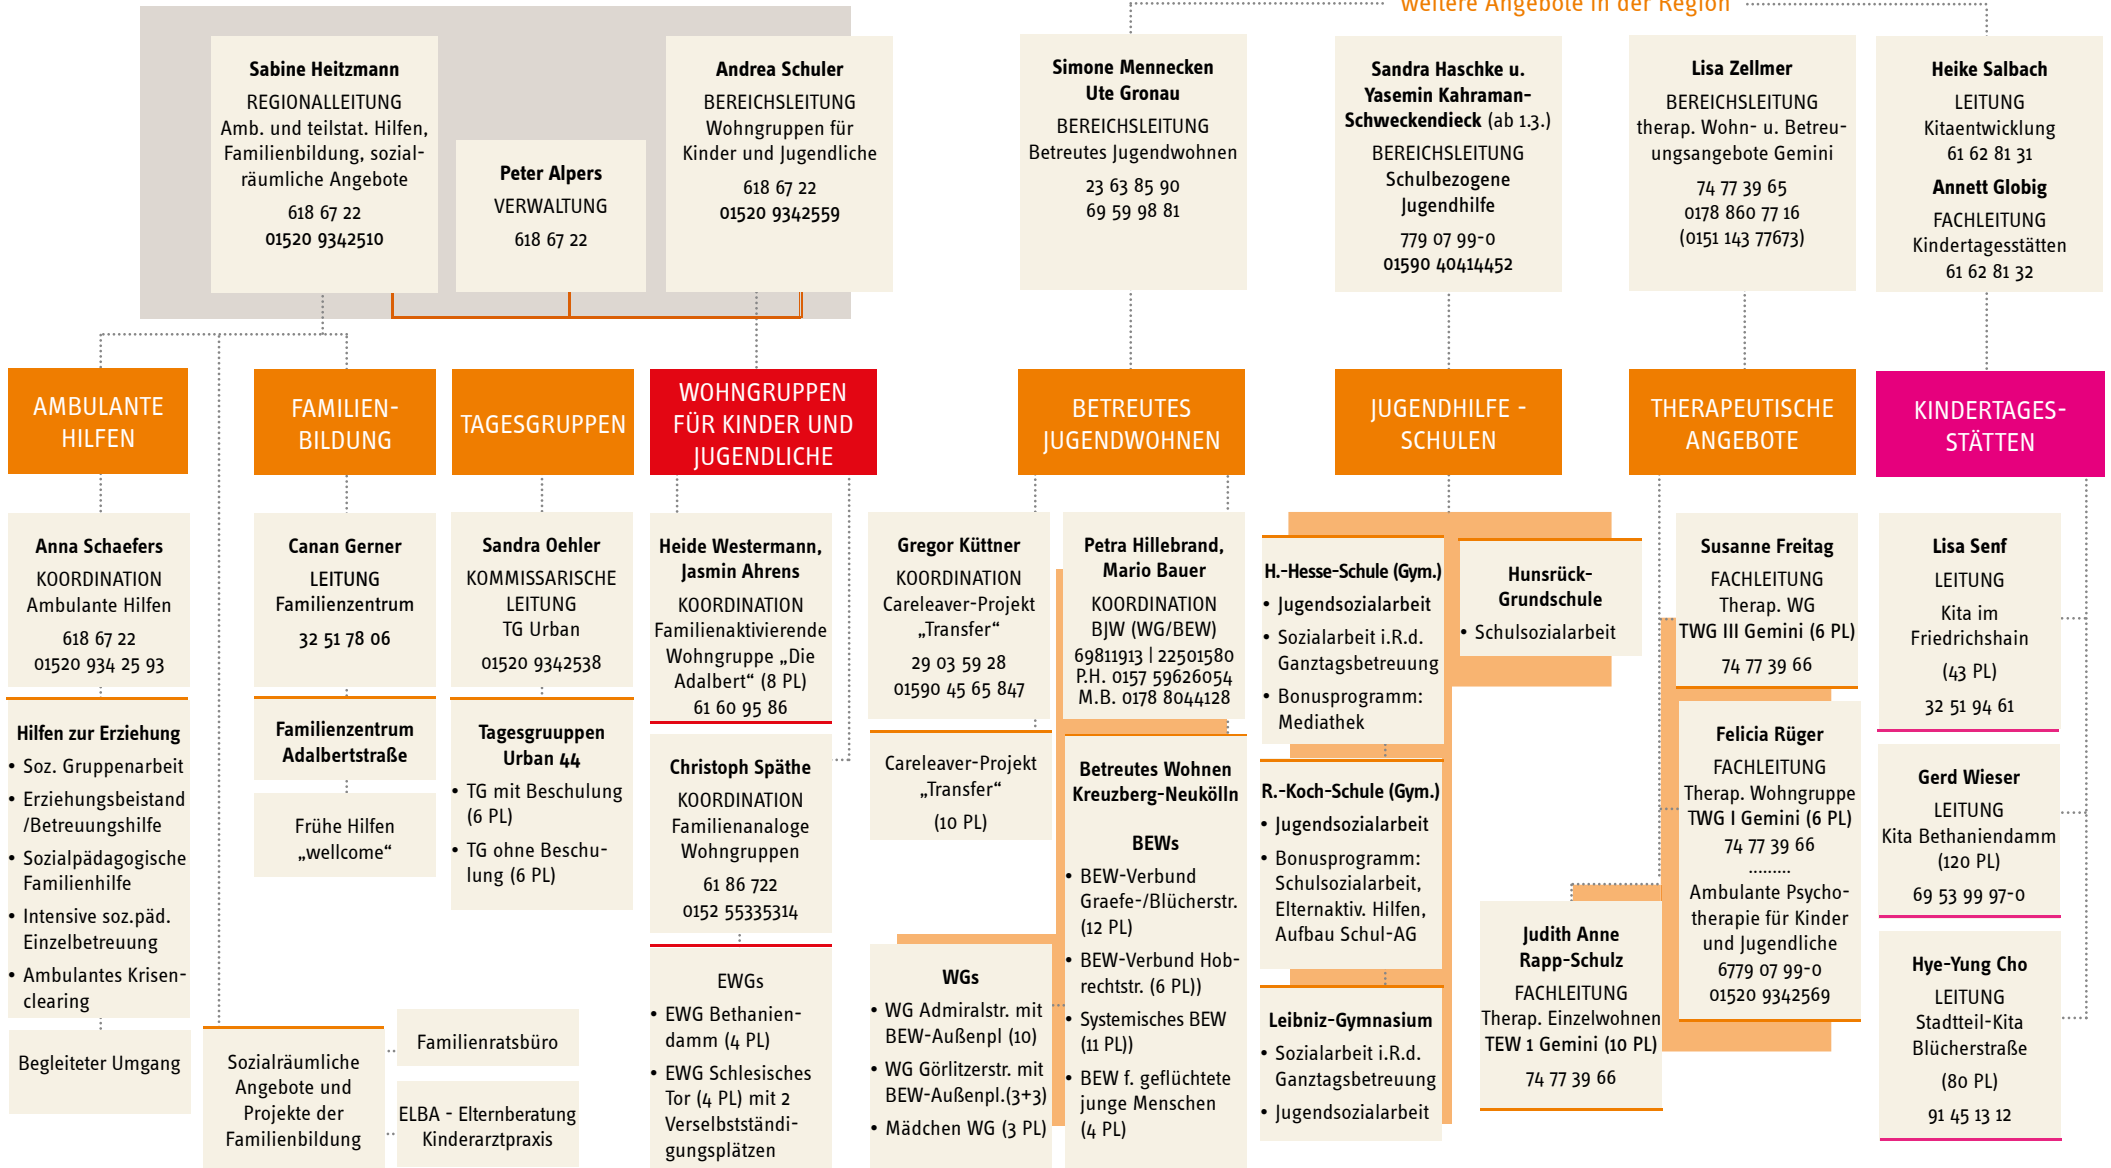 weitere Angebote in der Region
Sabine Heitzmann
REGIONALLEITUNG
Amb. und teilstat. Hilfen,
Familienbildung, sozial-
räumliche Angebote
618 67 22
01520 9342510
Peter Alpers
VERWALTUNG
618 67 22
Andrea Schuler
BEREICHSLEITUNG
Wohngruppen für
Kinder und Jugendliche
618 67 22
01520 9342559
Simone Mennecken
Ute Gronau
BEREICHSLEITUNG
Betreutes Jugendwohnen
23 63 85 90
69 59 98 81
Sandra Haschke u.
Yasemin Kahraman-
Schweckendieck (ab 1.3.)
BEREICHSLEITUNG
Schulbezogene
Jugendhilfe
779 07 99-0
01590 40414452
Lisa Zellmer
BEREICHSLEITUNG
therap. Wohn- u. Betreu-
ungsangebote Gemini
74 77 39 65
0178 860 77 16
(0151 143 77673)
Heike Salbach
LEITUNG
Kitaentwicklung
61 62 81 31
Annett Globig
FACHLEITUNG
Kindertagesstätten
61 62 81 32
AMBULANTE
HILFEN
FAMILIEN-
BILDUNG
TAGESGRUPPEN
WOHNGRUPPEN
FÜR KINDER UND
JUGENDLICHE
BETREUTES
JUGENDWOHNEN
JUGENDHILFE -
SCHULEN
THERAPEUTISCHE
ANGEBOTE
KINDERTAGES-
STÄTTEN
Anna Schaefers
KOORDINATION
Ambulante Hilfen
618 67 22
01520 934 25 93
Hilfen zur Erziehung
• Soz. Gruppenarbeit
• Erziehungsbeistand
/Betreuungshilfe
• Sozialpädagogische
Familienhilfe
• Intensive soz.päd.
Einzelbetreuung
• Ambulantes Krisen-
clearing
Begleiteter Umgang
Canan Gerner
LEITUNG
Familienzentrum
32 51 78 06
Familienzentrum
Adalbertstraße
Frühe Hilfen
„wellcome“
Sozialräumliche
Angebote und
Projekte der
Familienbildung
Familienratsbüro
ELBA - Elternberatung
Kinderarztpraxis
Sandra Oehler
KOMMISSARISCHE
LEITUNG
TG Urban
01520 9342538
Tagesgruuppen
Urban 44
• TG mit Beschulung
(6 PL)
• TG ohne Beschu-
lung (6 PL)
Heide Westermann,
Jasmin Ahrens
KOORDINATION
Familienaktivierende
Wohngruppe „Die
Adalbert“ (8 PL)
61 60 95 86
Christoph Späthe
KOORDINATION
Familienanaloge
Wohngruppen
61 86 722
0152 55335314
EWGs
• EWG Bethanien-
damm (4 PL)
• EWG Schlesisches
Tor (4 PL) mit 2
Verselbstständi-
gungsplätzen
Gregor Küttner
KOORDINATION
Careleaver-Projekt
„Transfer“
29 03 59 28
01590 45 65 847
Careleaver-Projekt
„Transfer“
(10 PL)
WGs
• WG Admiralstr. mit
BEW-Außenpl (10)
• WG Görlitzerstr. mit
BEW-Außenpl.(3+3)
• Mädchen WG (3 PL)
Petra Hillebrand,
Mario Bauer
KOORDINATION
BJW (WG/BEW)
69811913 | 22501580
P.H. 0157 59626054
M.B. 0178 8044128
Betreutes Wohnen
Kreuzberg-Neukölln
BEWs
• BEW-Verbund
Graefe-/Blücherstr.
(12 PL)
• BEW-Verbund Hob-
rechtstr. (6 PL))
• Systemisches BEW
(11 PL))
• BEW f. geflüchtete
junge Menschen
(4 PL)
H.-Hesse-Schule (Gym.)
• Jugendsozialarbeit
• Sozialarbeit i.R.d.
Ganztagsbetreuung
• Bonusprogramm:
Mediathek
Hunsrück-
Grundschule
• Schulsozialarbeit
R.-Koch-Schule (Gym.)
• Jugendsozialarbeit
• Bonusprogramm:
Schulsozialarbeit,
Elternaktiv. Hilfen,
Aufbau Schul-AG
Leibniz-Gymnasium
• Sozialarbeit i.R.d.
Ganztagsbetreuung
• Jugendsozialarbeit
Susanne Freitag
FACHLEITUNG
Therap. WG
TWG III Gemini (6 PL)
74 77 39 66
Felicia Rüger
FACHLEITUNG
Therap. Wohngruppe
TWG I Gemini (6 PL)
74 77 39 66
.........
Ambulante Psycho-
therapie für Kinder
und Jugendliche
6779 07 99-0
01520 9342569
Judith Anne
Rapp-Schulz
FACHLEITUNG
Therap. Einzelwohnen
TEW 1 Gemini (10 PL)
74 77 39 66
Lisa Senf
LEITUNG
Kita im
Friedrichshain
(43 PL)
32 51 94 61
Gerd Wieser
LEITUNG
Kita Bethaniendamm
(120 PL)
69 53 99 97-0
Hye-Yung Cho
LEITUNG
Stadtteil-Kita
Blücherstraße
(80 PL)
91 45 13 12